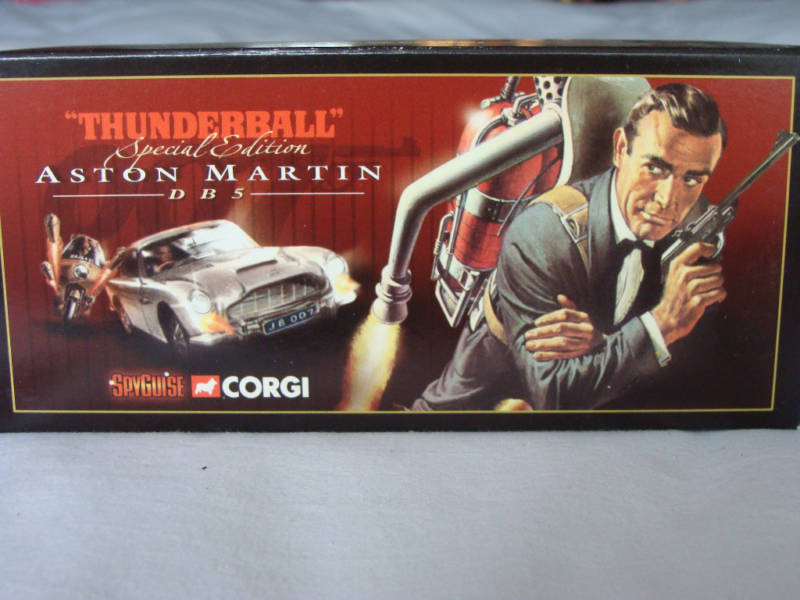 "THUNDERBALL"
Special Edition
ASTON MARTIN
DB5
JB 007
SPYGUISE CORGI